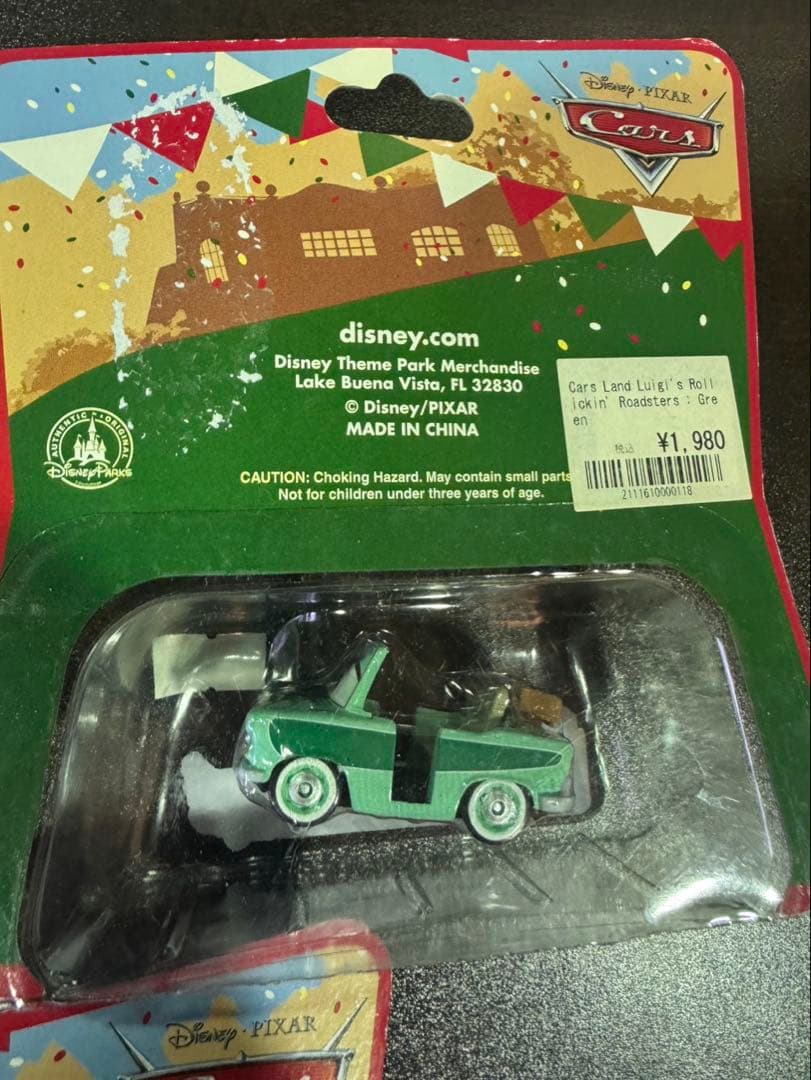 Disney · PIXAR
Cars
disney.com
Disney Theme Park Merchandise
Lake Buena Vista, FL 32830
© Disney/PIXAR
MADE IN CHINA
AUTHENTIC · ORIGINAL
Disney Parks
CAUTION: Choking Hazard. May contain small parts
Not for children under three years of age.
Cars Land Luigi's Roll
ickin' Roadsters : Gre
en
税込 ¥1,980
2111610000118
Disney · PIXAR